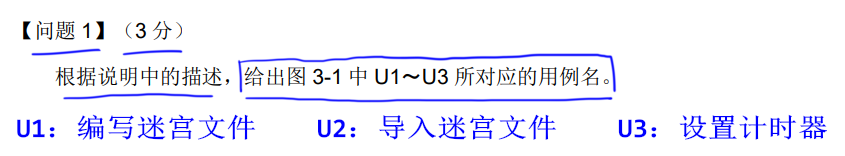 【问题 1】（3 分）
根据说明中的描述，给出图 3-1 中 U1～U3 所对应的用例名。
U1：编写迷宫文件 U2：导入迷宫文件 U3：设置计时器